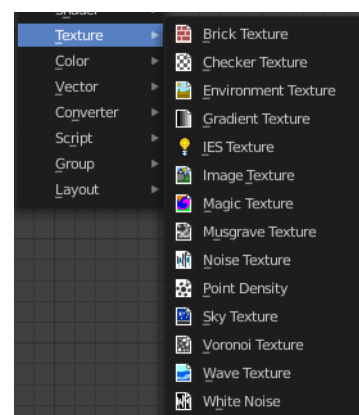 Texture
Color
Vector
Converter
Script
Group
Layout
Brick Texture
Checker Texture
Environment Texture
Gradient Texture
IES Texture
Image Texture
Magic Texture
Musgrave Texture
Noise Texture
Point Density
Sky Texture
Voronoi Texture
Wave Texture
White Noise